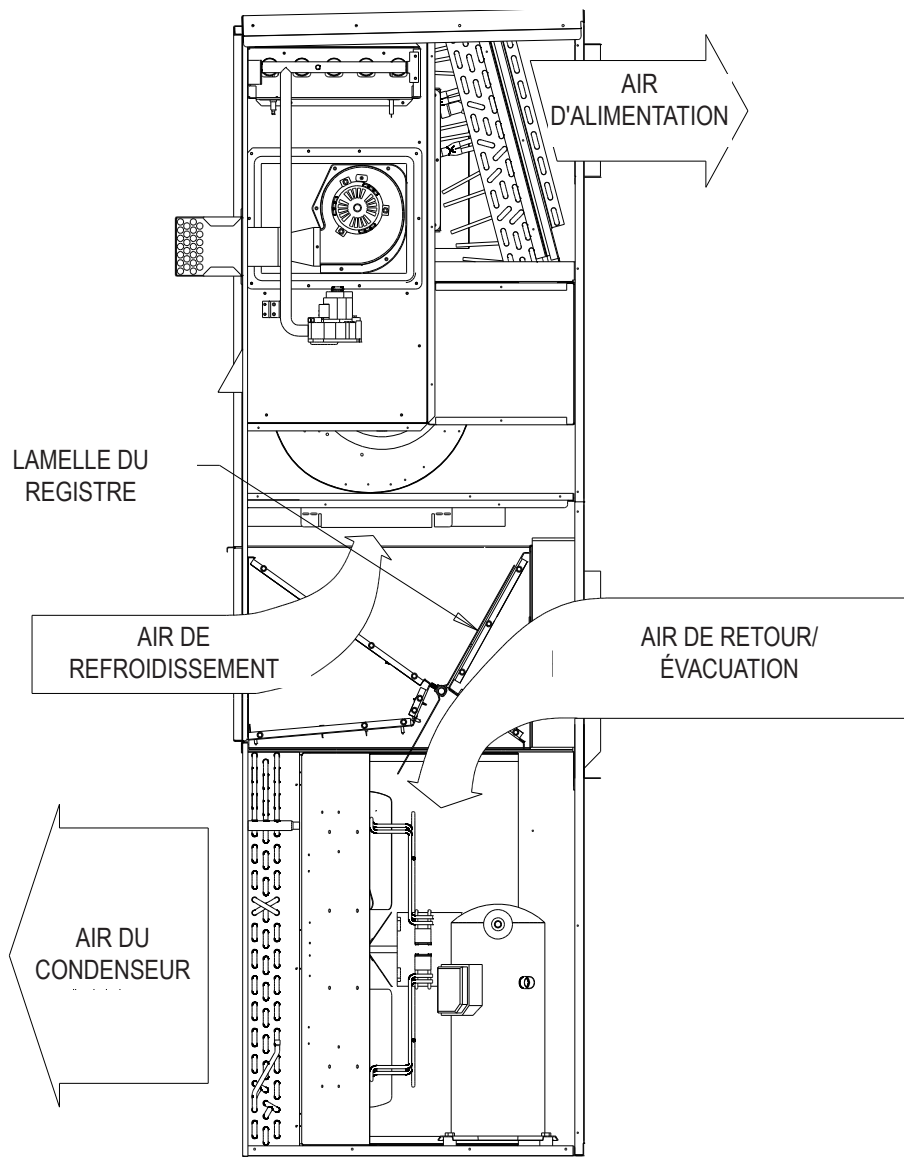 AIR
D'ALIMENTATION
LAMELLE DU
REGISTRE
AIR DE
REFROIDISSEMENT
AIR DE RETOUR/
ÉVACUATION
AIR DU
CONDENSEUR